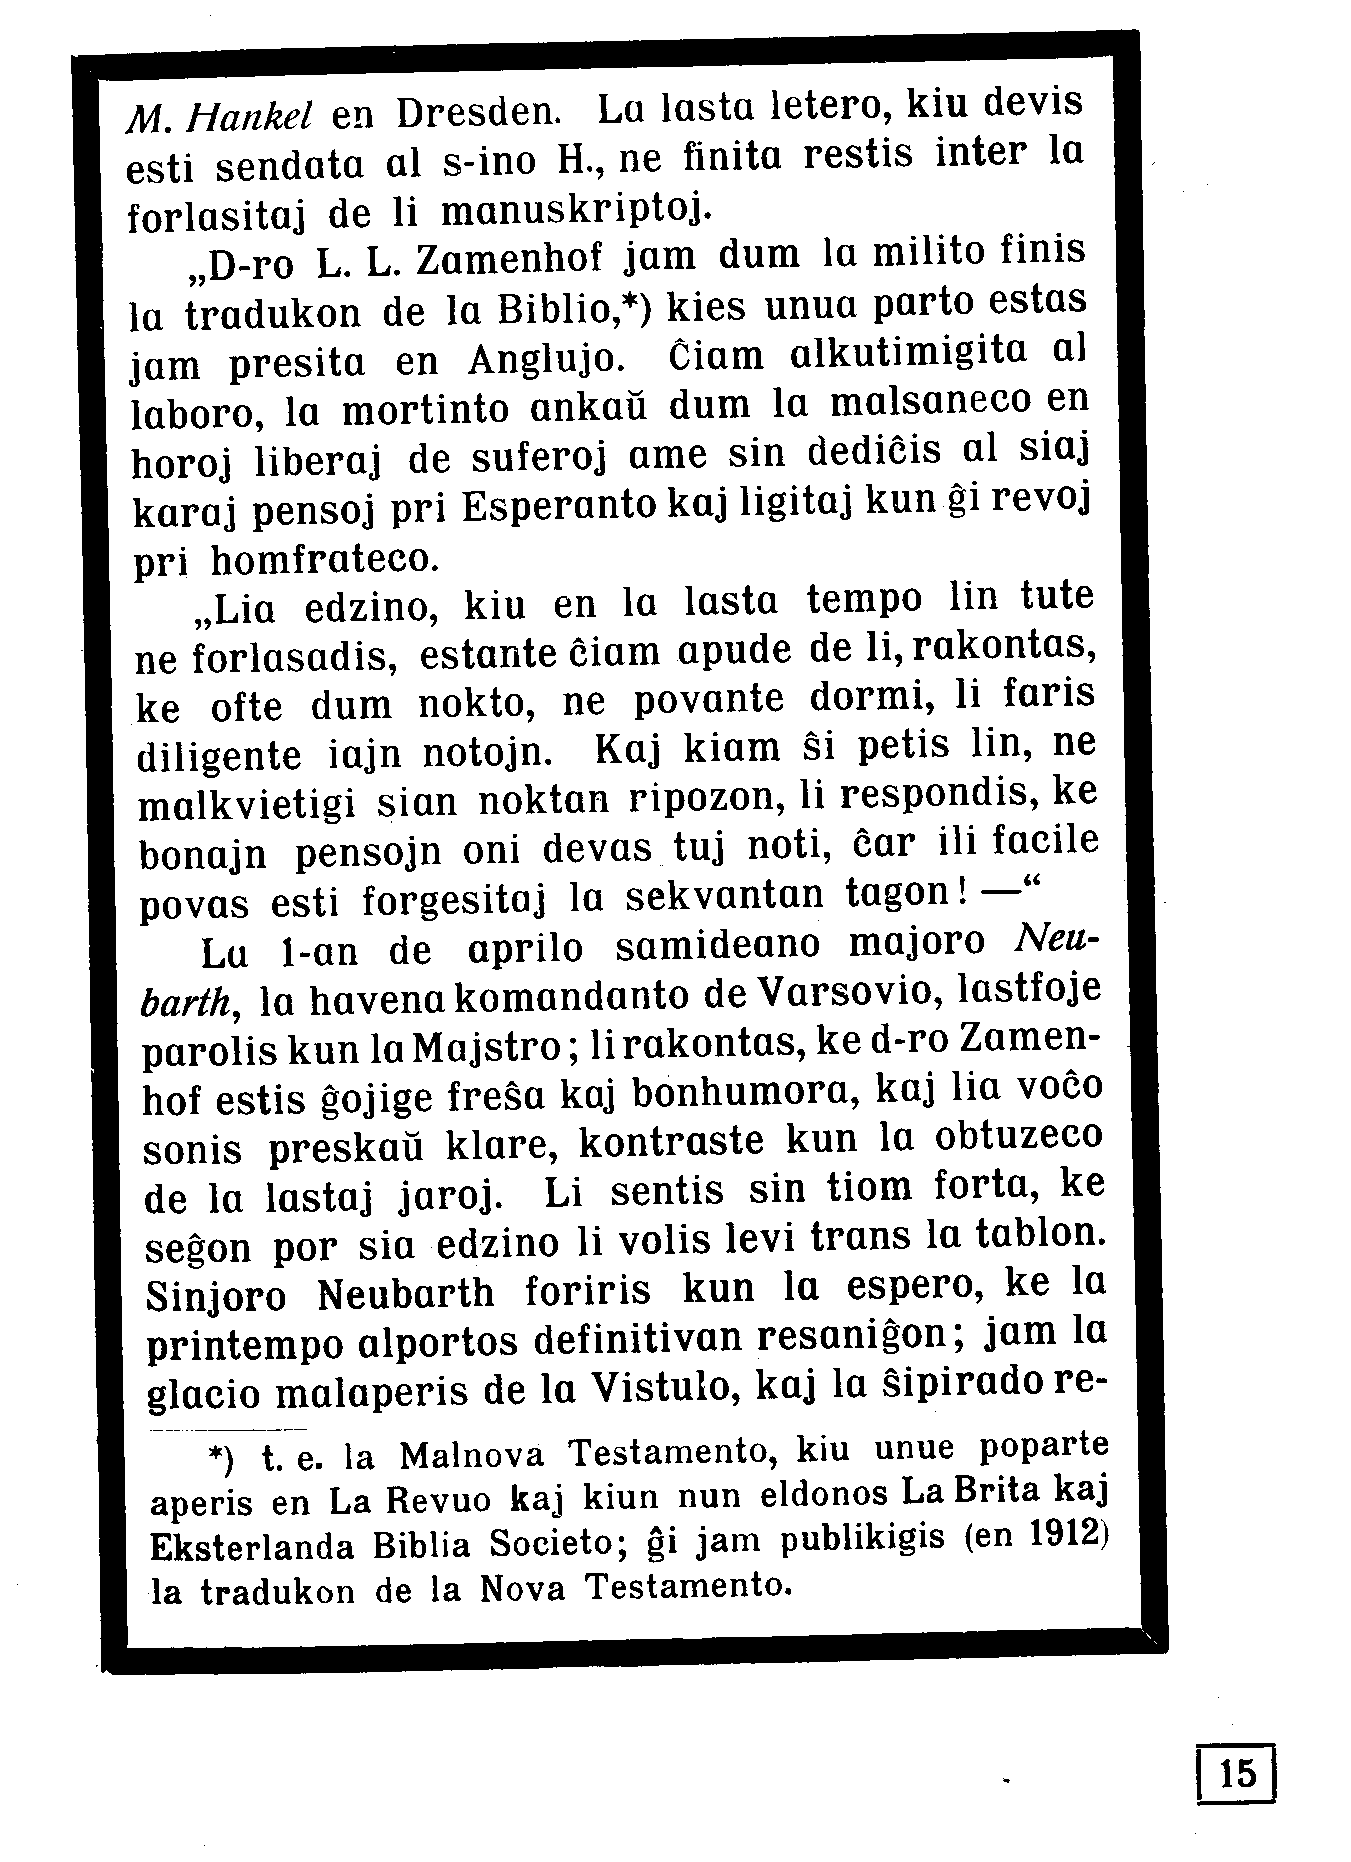 M. Hankel en Dresden. La lasta letero, kiu devis
esti sendata al s-ino H., ne finita restis inter la
forlasitaj de li manuskriptoj.
„D-ro L. L. Zamenhof jam dum la milito finis
la tradukon de la Biblio,*) kies unua parto estas
jam presita en Anglujo. Ĉiam alkutimigita al
laboro, la mortinto ankaŭ dum la malsaneco en
horoj liberaj de suferoj ame sin dediĉis al siaj
karaj pensoj pri Esperanto kaj ligitaj kun ĝi revoj
pri homfrateco.
„Lia edzino, kiu en la lasta tempo lin tute
ne forlasadis, estante ĉiam apude de li, rakontas,
ke ofte dum nokto, ne povante dormi, li faris
diligente iajn notojn. Kaj kiam ŝi petis lin, ne
malkvietigi sian noktan ripozon, li respondis, ke
bonajn pensojn oni devas tuj noti, ĉar ili facile
povas esti forgesitaj la sekvantan tagon! —“
La 1-an de aprilo samideano majoro Neu-
barth, la havena komandanto de Varsovio, lastfoje
parolis kun la Majstro; li rakontas, ke d-ro Zamen-
hof estis ĝojige freŝa kaj bonhumora, kaj lia voĉo
sonis preskaŭ klare, kontraste kun la obtuzeco
de la lastaj jaroj. Li sentis sin tiom forta, ke
seĝon por sia edzino li volis levi trans la tablon.
Sinjoro Neubarth foriris kun la espero, ke la
printempo alportos definitivan resaniĝon; jam la
glacio malaperis de la Vistulo, kaj la ŝipirado re-
*) t. e. la Malnova Testamento, kiu unue poparte
aperis en La Revuo kaj kiun nun eldonos La Brita kaj
Eksterlanda Biblia Societo; ĝi jam publikigis (en 1912)
la tradukon de la Nova Testamento.
15